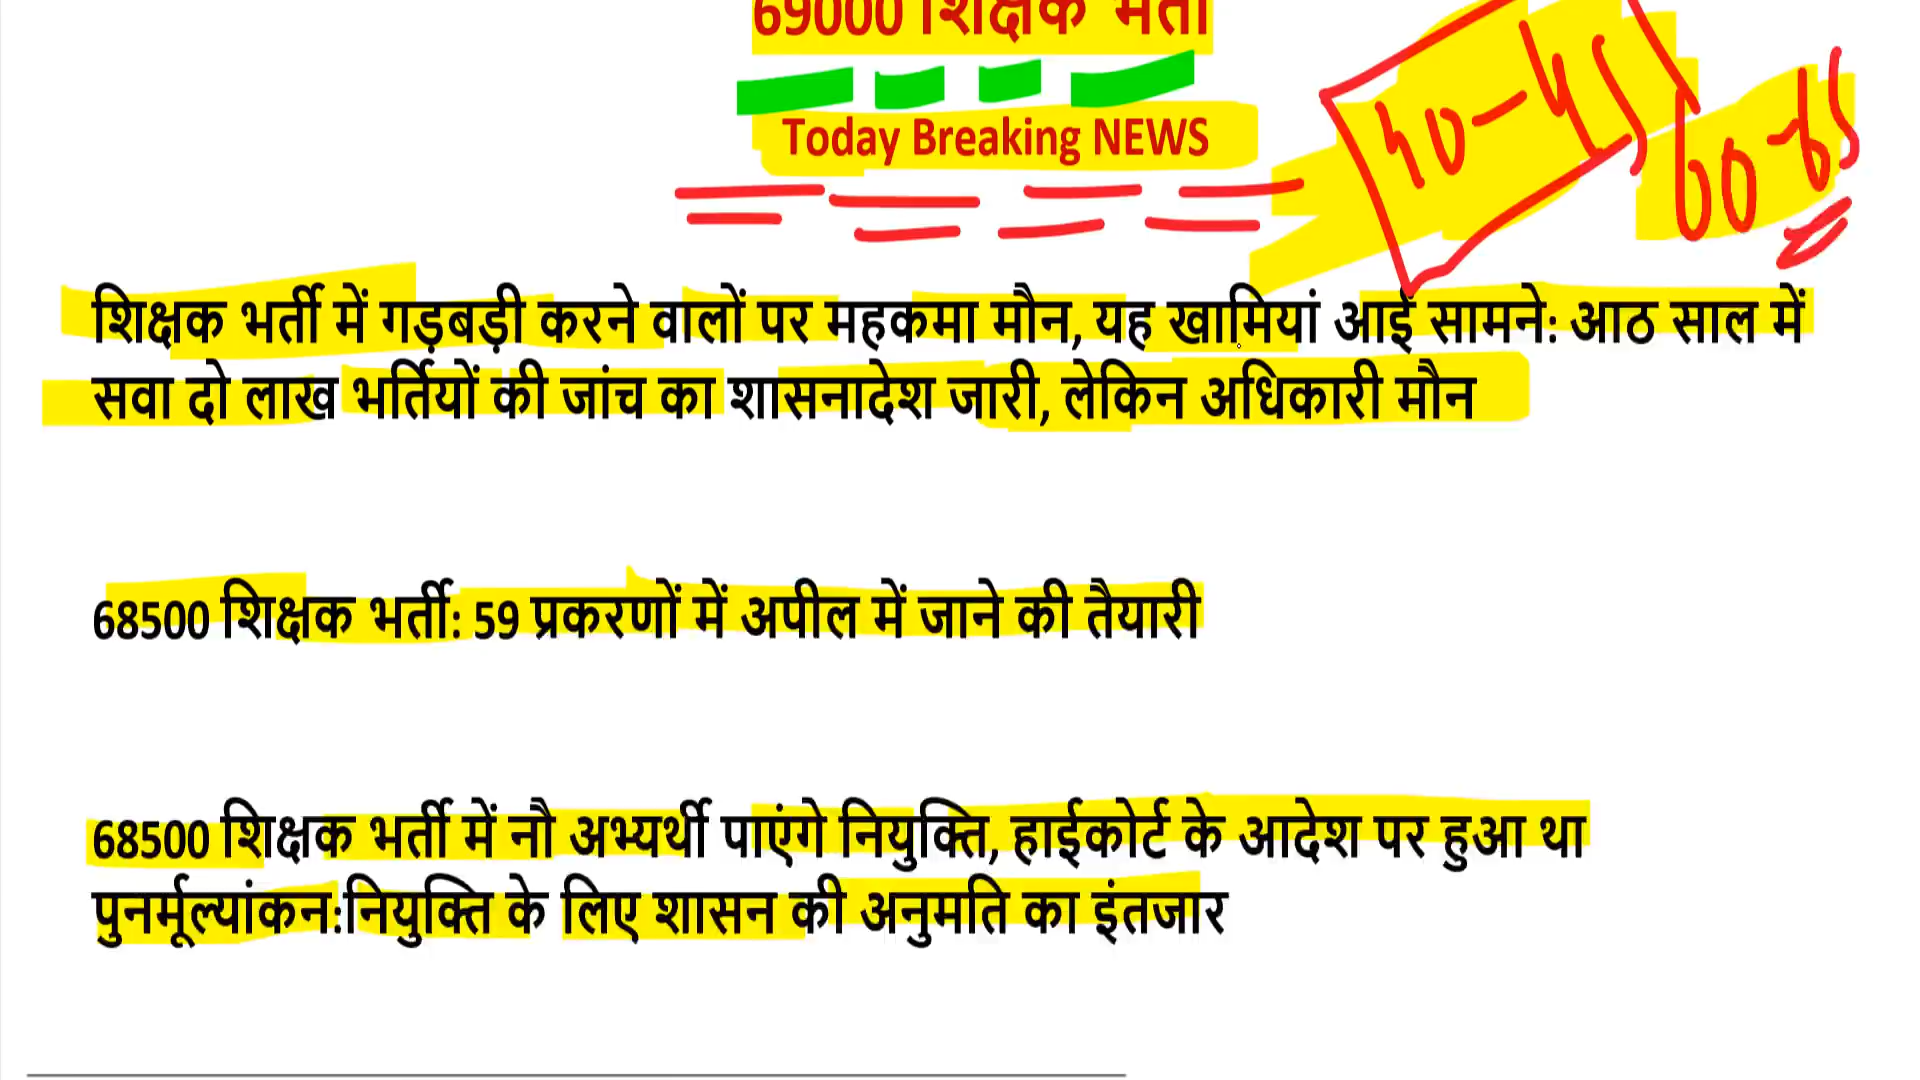 69000 शिक्षक भर्ती
Today Breaking NEWS
40-45
60-65
शिक्षक भर्ती में गड़बड़ी करने वालों पर महकमा मौन, यह खामियां आईं सामने: आठ साल में
सवा दो लाख भर्तियों की जांच का शासनादेश जारी, लेकिन अधिकारी मौन
68500 शिक्षक भर्ती: 59 प्रकरणों में अपील में जाने की तैयारी
68500 शिक्षक भर्ती में नौ अभ्यर्थी पाएंगे नियुक्ति, हाईकोर्ट के आदेश पर हुआ था
पुनर्मूल्यांकन:नियुक्ति के लिए शासन की अनुमति का इंतजार